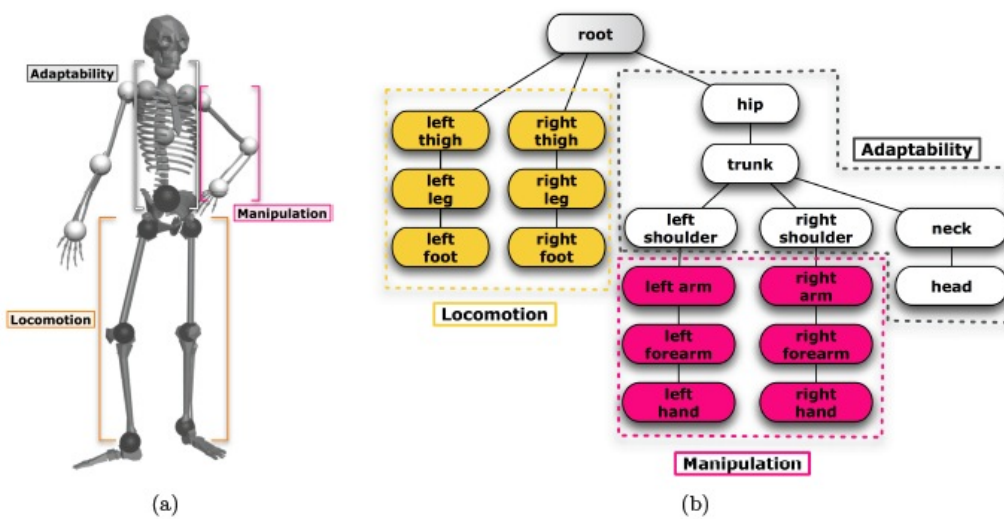 Adaptability
Manipulation
Locomotion
(a)
root
hip
trunk
left
thigh
right
thigh
left
leg
right
leg
left
foot
right
foot
Locomotion
Adaptability
left
shoulder
right
shoulder
neck
head
left arm
right
arm
left
forearm
right
forearm
left
hand
right
hand
Manipulation
(b)